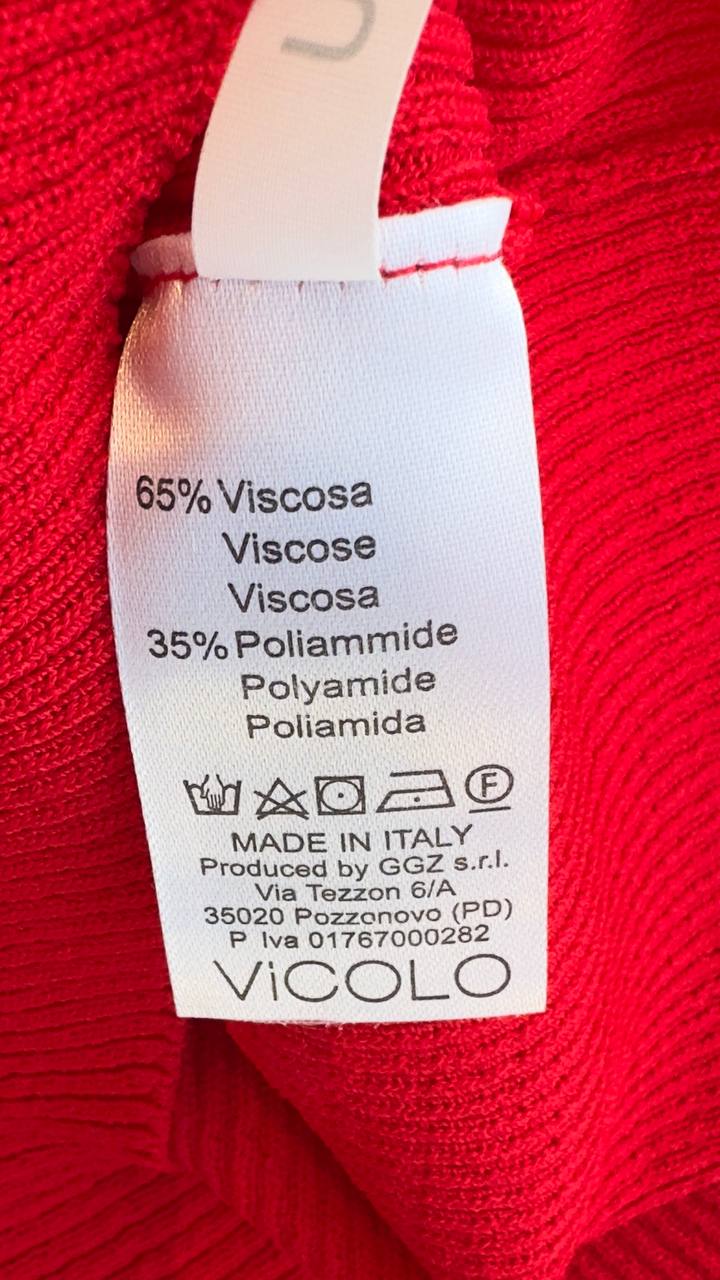 U
65% Viscosa
Viscose
Viscosa
35% Poliammide
Polyamide
Poliamida
F
MADE IN ITALY
Produced by GGZ s.r.l.
Via Tezzon 6/A
35020 Pozzonovo (PD)
P Iva 01767000282
ViCOLO